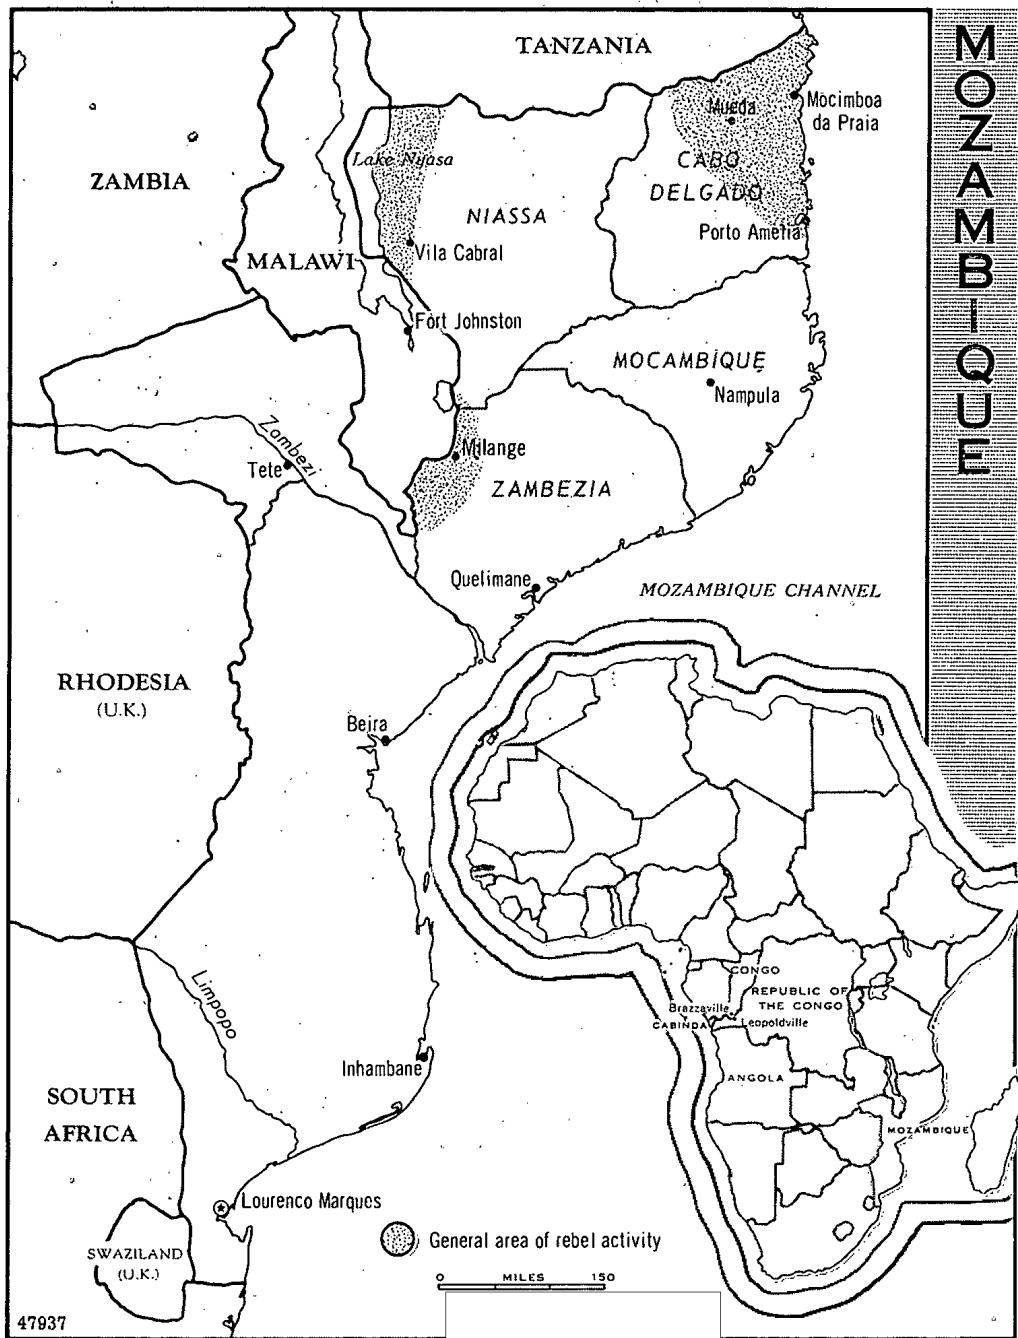 MOZAMBIQUE
TANZANIA
Mueda
Mocimboa
da Praia
Lake Nyasa
CABO
DELGADO
ZAMBIA
NIASSA
Porto Amelia
Vila Cabral
MALAWI
Fort Johnston
MOCAMBIQUE
Nampula
Zambezi
Tete
Milange
ZAMBEZIA
Quelimane
MOZAMBIQUE CHANNEL
RHODESIA
(U.K.)
Beira
Limpopo
CONGO
REPUBLIC OF
THE CONGO
Brazzaville
CABINDA
Leopoldville
ANGOLA
MOZAMBIQUE
Inhambane
SOUTH
AFRICA
Lourenco Marques
SWAZILAND
(U.K.)
General area of rebel activity
0 MILES 150
47937